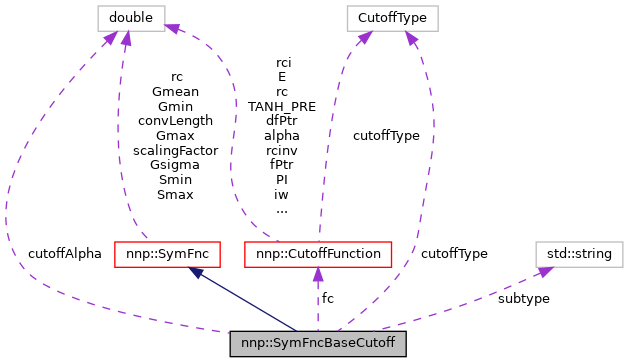 double
CutoffType
rc
Gmean
Gmin
convLength
Gmax
scalingFactor
Gsigma
Smin
Smax
rci
E
rc
TANH_PRE
dfPtr
alpha
rcinv
fPtr
PI
iw
...
cutoffType
cutoffAlpha
nnp::SymFnc
nnp::CutoffFunction
cutoffType
std::string
fc
subtype
nnp::SymFncBaseCutoff